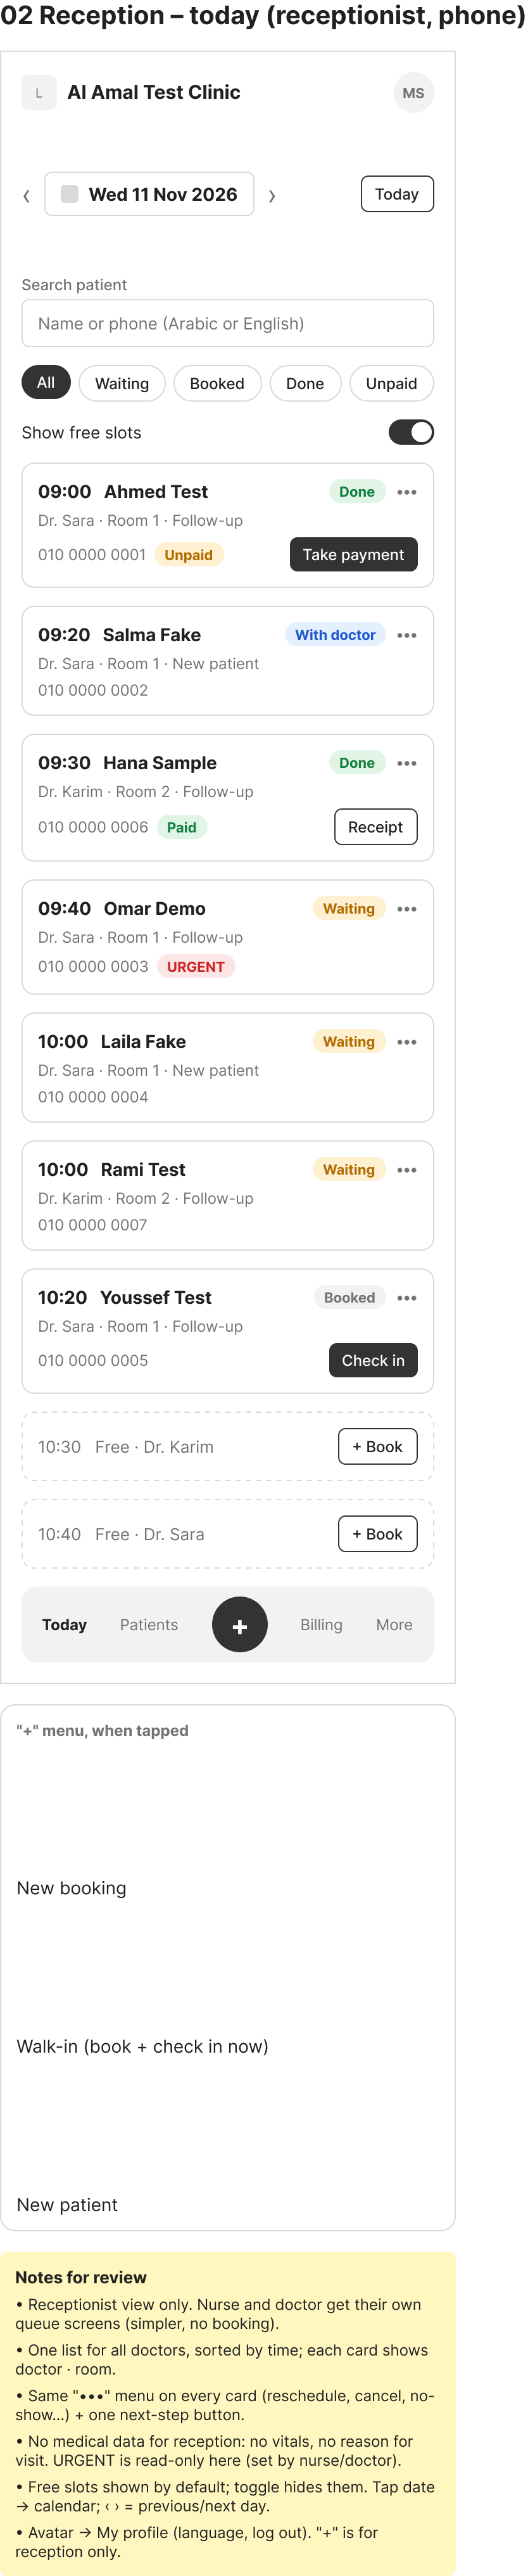 02 Reception – today (receptionist, phone)
L
Al Amal Test Clinic
MS
‹
Wed 11 Nov 2026
›
Today
Search patient
Name or phone (Arabic or English)
All
Waiting
Booked
Done
Unpaid
Show free slots
09:00 Ahmed Test
Done
•••
Dr. Sara · Room 1 · Follow-up
010 0000 0001
Unpaid
Take payment
09:20 Salma Fake
With doctor
•••
Dr. Sara · Room 1 · New patient
010 0000 0002
09:30 Hana Sample
Done
•••
Dr. Karim · Room 2 · Follow-up
010 0000 0006
Paid
Receipt
09:40 Omar Demo
Waiting
•••
Dr. Sara · Room 1 · Follow-up
010 0000 0003
URGENT
10:00 Laila Fake
Waiting
•••
Dr. Sara · Room 1 · New patient
010 0000 0004
10:00 Rami Test
Waiting
•••
Dr. Karim · Room 2 · Follow-up
010 0000 0007
10:20 Youssef Test
Booked
•••
Dr. Sara · Room 1 · Follow-up
010 0000 0005
Check in
10:30 Free · Dr. Karim
+ Book
10:40 Free · Dr. Sara
+ Book
Today
Patients
+
Billing
More
"+" menu, when tapped
New booking
Walk-in (book + check in now)
New patient
Notes for review
• Receptionist view only. Nurse and doctor get their own
queue screens (simpler, no booking).
• One list for all doctors, sorted by time; each card shows
doctor · room.
• Same "•••" menu on every card (reschedule, cancel, no-
show...) + one next-step button.
• No medical data for reception: no vitals, no reason for
visit. URGENT is read-only here (set by nurse/doctor).
• Free slots shown by default; toggle hides them. Tap date
→ calendar; ‹ › = previous/next day.
• Avatar → My profile (language, log out). "+" is for
reception only.